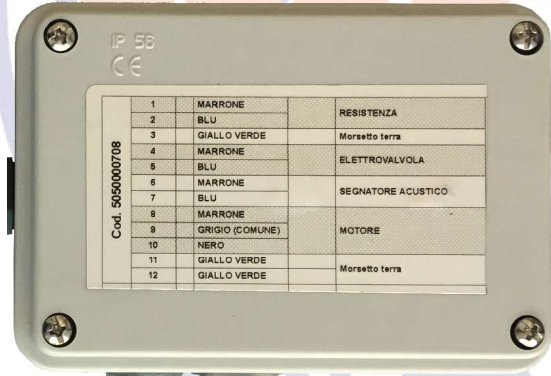 IP 56
CE
Cod. 5050000708
1 MARRONE RESISTENZA
2 BLU
3 GIALLO VERDE Morsetto terra
4 MARRONE ELETTROVALVOLA
5 BLU
6 MARRONE SEGNATORE ACUSTICO
7 BLU
8 MARRONE
9 GRIGIO (COMUNE) MOTORE
10 NERO
11 GIALLO VERDE Morsetto terra
12 GIALLO VERDE